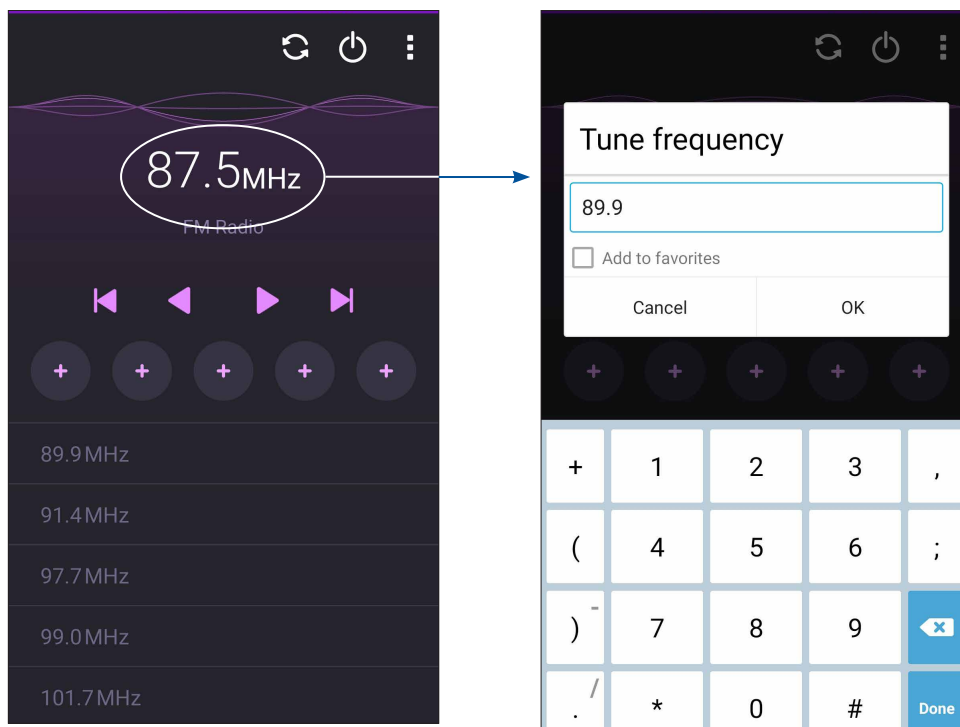 87.5MHz
FM Radio
+ + + + +
89.9MHz
91.4MHz
97.7MHz
99.0MHz
101.7MHz
Tune frequency
89.9
Add to favorites
Cancel OK
+ + + + +
+ 1 2 3 ,
( 4 5 6 ;
) - 7 8 9
. / * 0 # Done